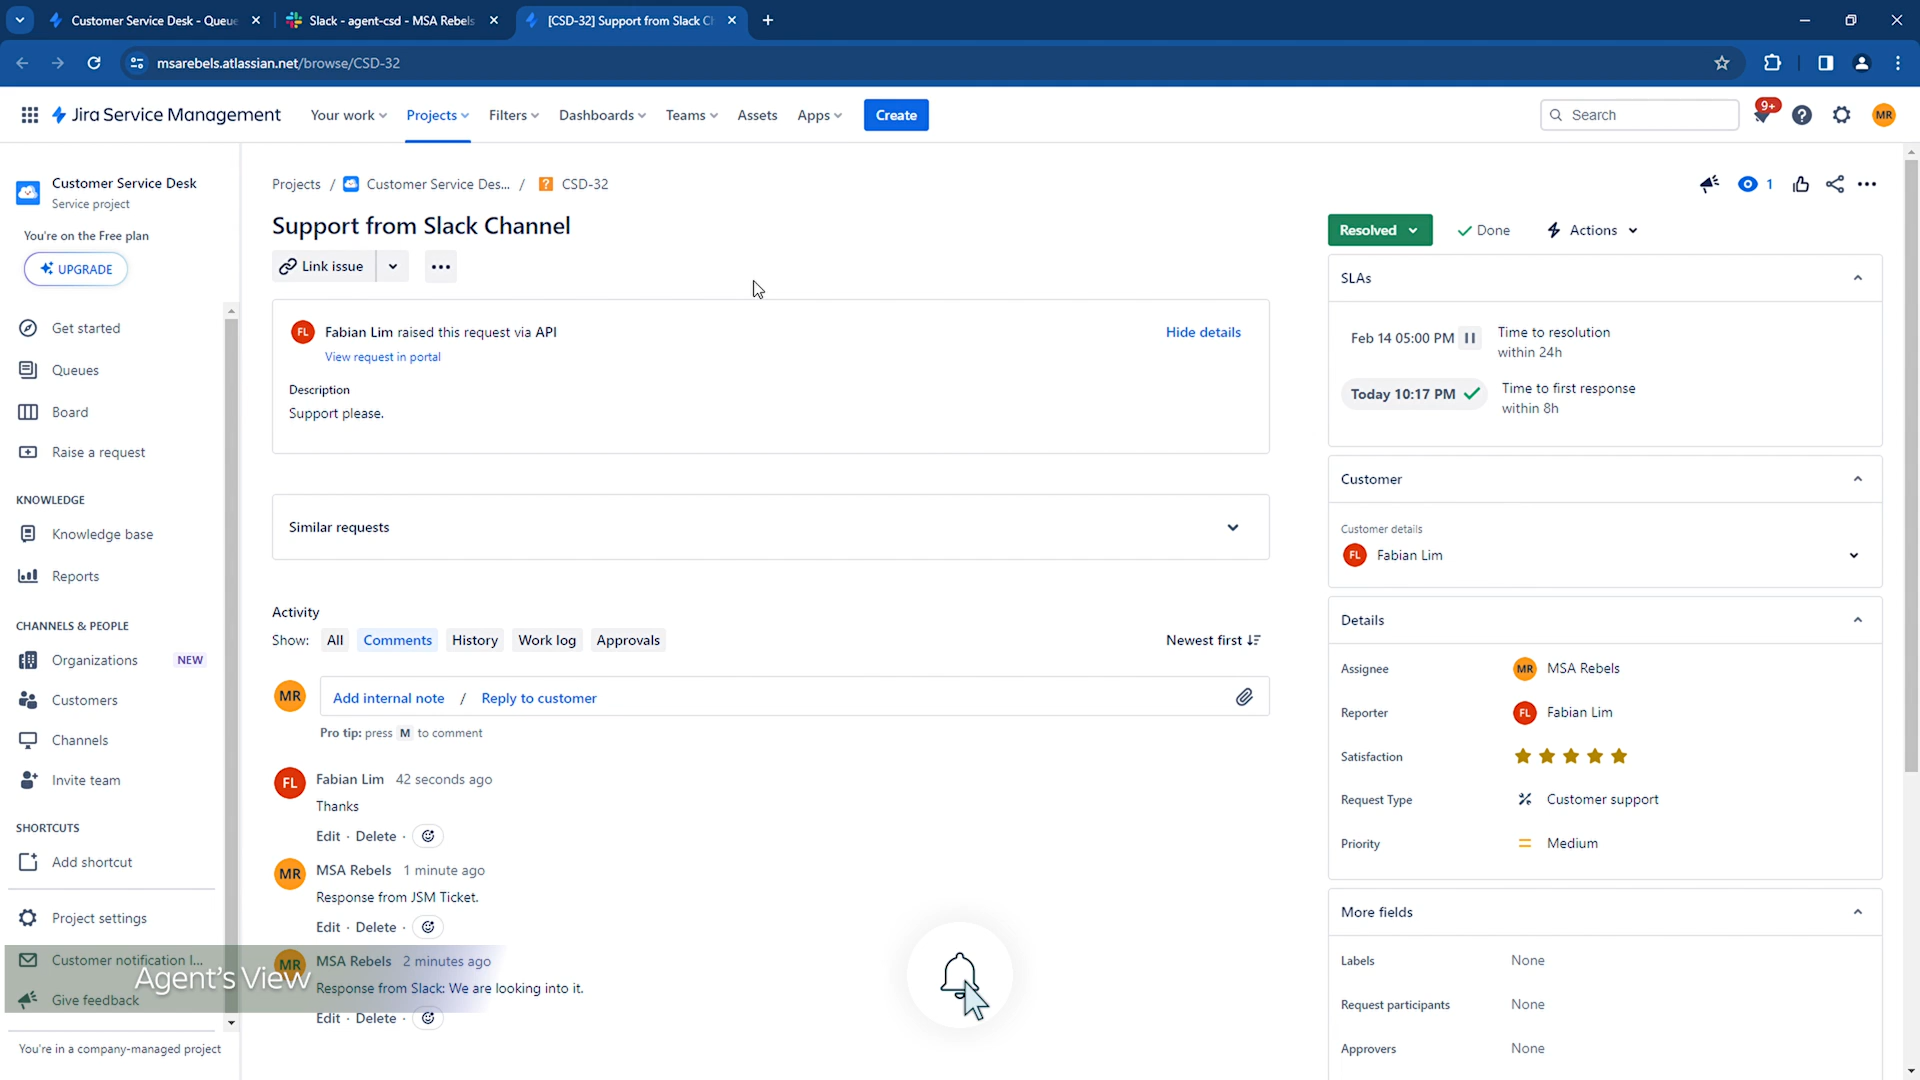 Customer Service Desk - Queue
Slack - agent-csd - MSA Rebels
[CSD-32] Support from Slack Cl
msarebels.atlassian.net/browse/CSD-32
Jira Service Management
Your work
Projects
Filters
Dashboards
Teams
Assets
Apps
Create
Search
9+
MR
Customer Service Desk
Service project
You're on the Free plan
UPGRADE
Get started
Queues
Board
Raise a request
KNOWLEDGE
Knowledge base
Reports
CHANNELS & PEOPLE
Organizations NEW
Customers
Channels
Invite team
SHORTCUTS
Add shortcut
Project settings
Customer notification l...
Give feedback
Agent's View
You're in a company-managed project
Projects / Customer Service Des... / CSD-32
1
Support from Slack Channel
Link issue
FL
Fabian Lim raised this request via API
Hide details
View request in portal
Description
Support please.
Similar requests
Activity
Show: All Comments History Work log Approvals
Newest first
MR
Add internal note / Reply to customer
Pro tip: press M to comment
FL
Fabian Lim 42 seconds ago
Thanks
Edit · Delete ·
MR
MSA Rebels 1 minute ago
Response from JSM Ticket.
Edit · Delete ·
MR
MSA Rebels 2 minutes ago
Response from Slack: We are looking into it.
Edit · Delete ·
Resolved
Done
Actions
SLAs
Feb 14 05:00 PM
Time to resolution
within 24h
Today 10:17 PM
Time to first response
within 8h
Customer
Customer details
FL
Fabian Lim
Details
Assignee
MR
MSA Rebels
Reporter
FL
Fabian Lim
Satisfaction
Request Type
Customer support
Priority
Medium
More fields
Labels
None
Request participants
None
Approvers
None